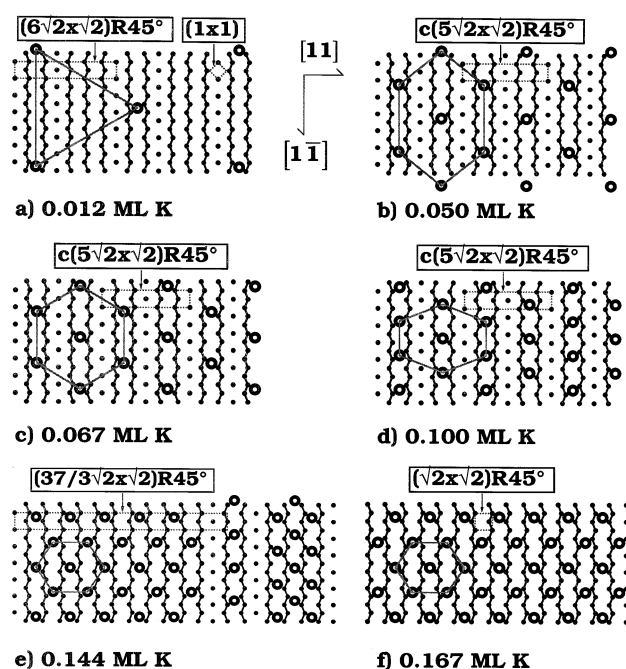 (6√2x√2)R45° (1x1)
c(5√2x√2)R45°
[11]
[11̅]
a) 0.012 ML K
b) 0.050 ML K
c(5√2x√2)R45°
c(5√2x√2)R45°
c) 0.067 ML K
d) 0.100 ML K
(37/3√2x√2)R45°
(√2x√2)R45°
e) 0.144 ML K
f) 0.167 ML K